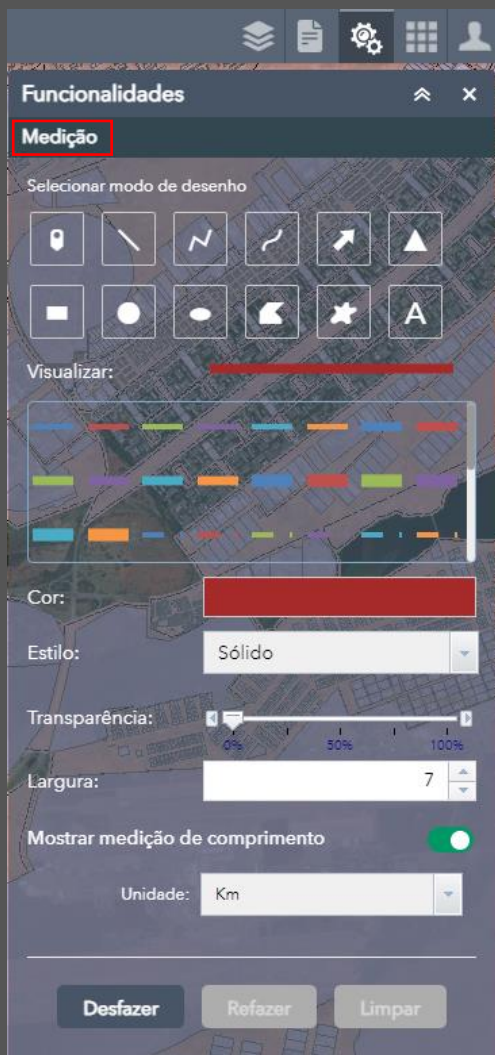 Funcionalidades
Medição
Selecionar modo de desenho
A
Visualizar:
Cor:
Estilo: Sólido
Transparência:
0% 50% 100%
Largura: 7
Mostrar medição de comprimento
Unidade: Km
Desfazer Refazer Limpar